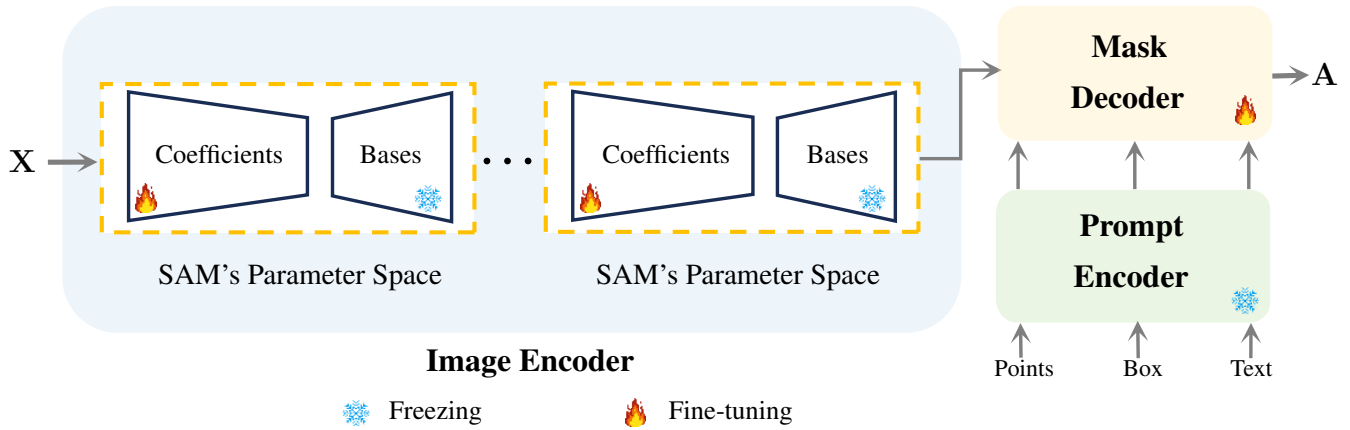 X
Coefficients
Bases
. . .
Coefficients
Bases
SAM's Parameter Space
SAM's Parameter Space
Image Encoder
Mask
Decoder
A
Prompt
Encoder
Points
Box
Text
Freezing
Fine-tuning